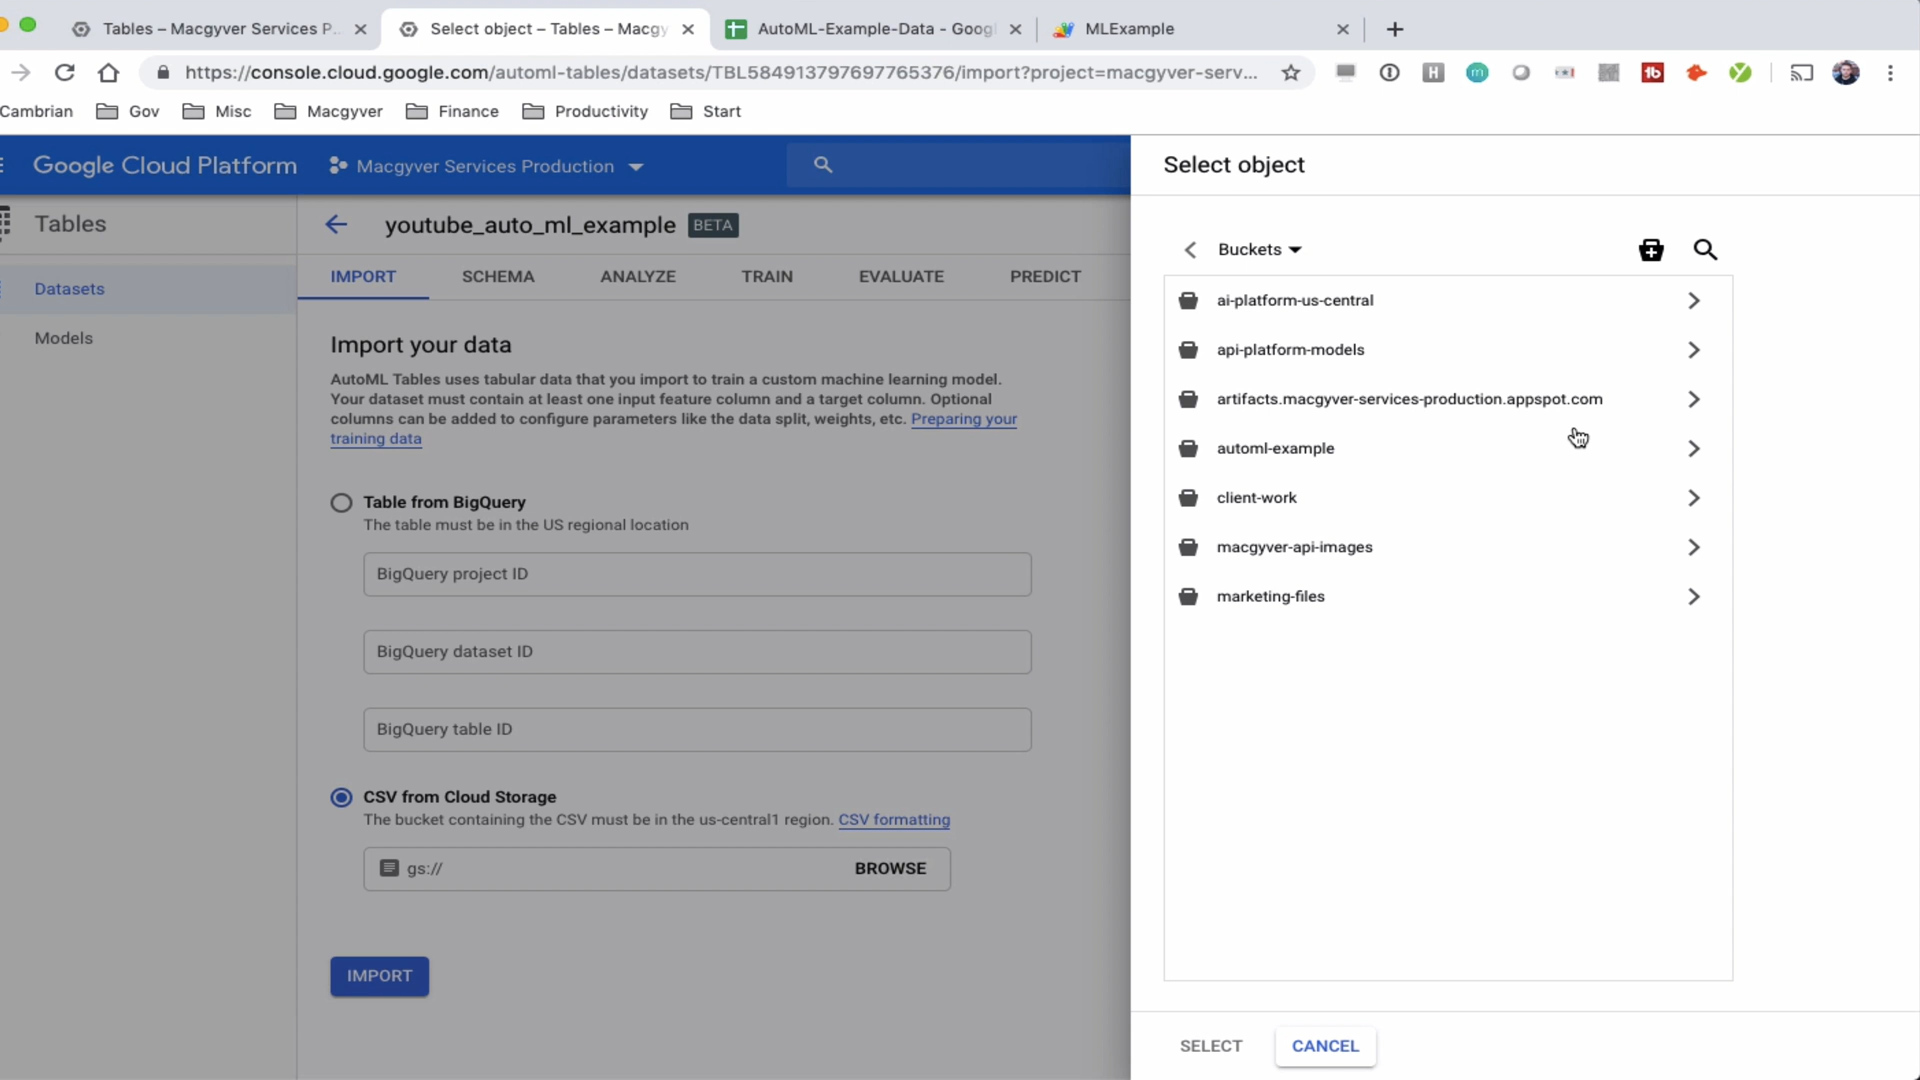 Tables – Macgyver Services P...
Select object – Tables – Macgy
AutoML-Example-Data - Goog
MLExample
https://console.cloud.google.com/automl-tables/datasets/TBL584913797697765376/import?project=macgyver-serv...
Cambrian
Gov
Misc
Macgyver
Finance
Productivity
Start
Google Cloud Platform
Macgyver Services Production
Tables
Datasets
Models
youtube_auto_ml_example BETA
IMPORT
SCHEMA
ANALYZE
TRAIN
EVALUATE
PREDICT
Import your data
AutoML Tables uses tabular data that you import to train a custom machine learning model.
Your dataset must contain at least one input feature column and a target column. Optional
columns can be added to configure parameters like the data split, weights, etc. Preparing your
training data
Table from BigQuery
The table must be in the US regional location
BigQuery project ID
BigQuery dataset ID
BigQuery table ID
CSV from Cloud Storage
The bucket containing the CSV must be in the us-central1 region. CSV formatting
gs://
BROWSE
IMPORT
Select object
Buckets
ai-platform-us-central
api-platform-models
artifacts.macgyver-services-production.appspot.com
automl-example
client-work
macgyver-api-images
marketing-files
SELECT
CANCEL